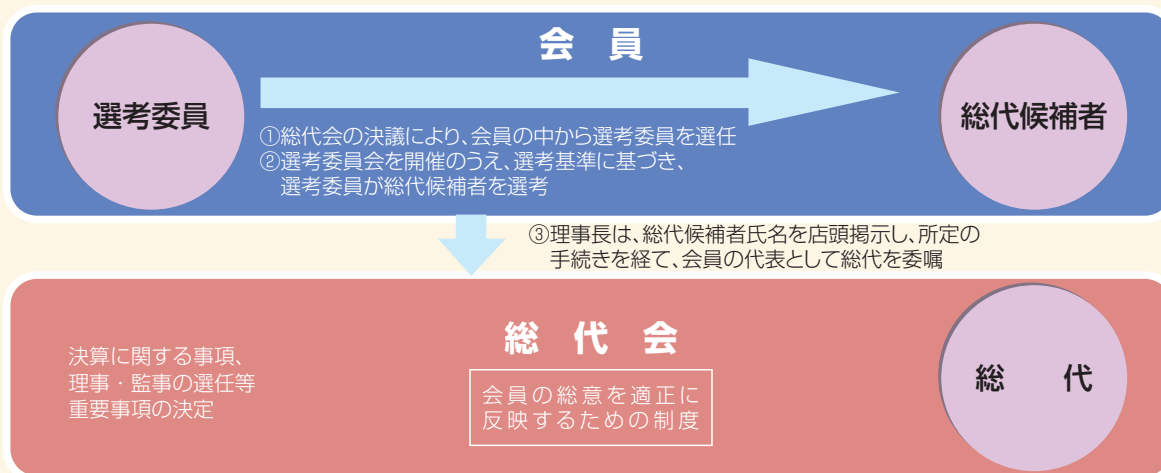 会員
選考委員
総代候補者
①総代会の決議により、会員の中から選考委員を選任
②選考委員会を開催のうえ、選考基準に基づき、
選考委員が総代候補者を選考
③理事長は、総代候補者氏名を店頭掲示し、所定の
手続きを経て、会員の代表として総代を委嘱
総代会
決算に関する事項、
理事・監事の選任等
重要事項の決定
会員の総意を適正に
反映するための制度
総代